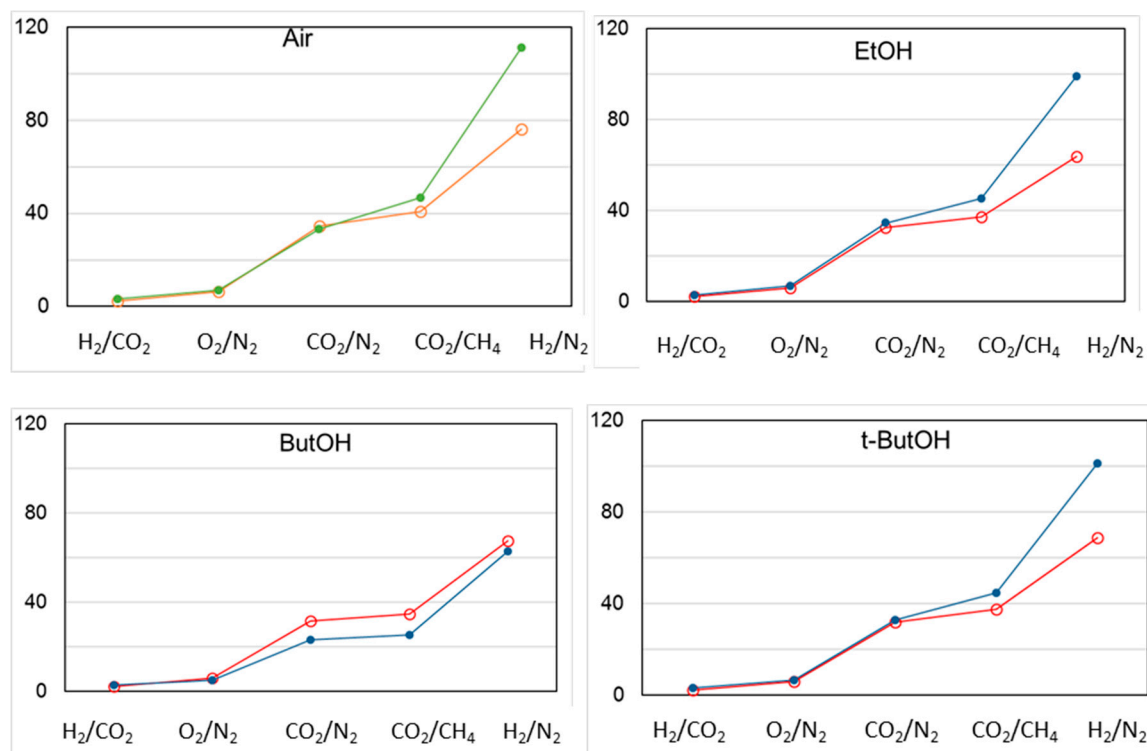 Air
120
80
40
0
H₂/CO₂ O₂/N₂ CO₂/N₂ CO₂/CH₄ H₂/N₂
EtOH
120
80
40
0
H₂/CO₂ O₂/N₂ CO₂/N₂ CO₂/CH₄ H₂/N₂
ButOH
120
80
40
0
H₂/CO₂ O₂/N₂ CO₂/N₂ CO₂/CH₄ H₂/N₂
t-ButOH
120
80
40
0
H₂/CO₂ O₂/N₂ CO₂/N₂ CO₂/CH₄ H₂/N₂